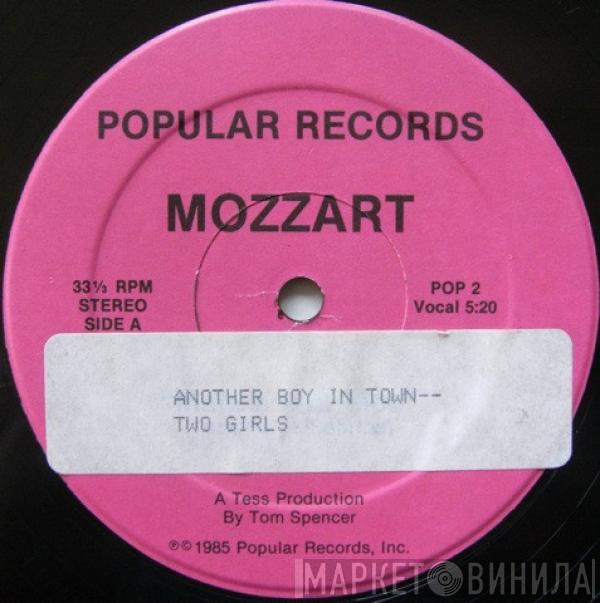 POPULAR RECORDS
MOZZART
33⅓ RPM
STEREO
SIDE A
POP 2
Vocal 5:20
ANOTHER BOY IN TOWN--
TWO GIRLS
A Tess Production
By Tom Spencer
℗©1985 Popular Records, Inc.
МАРКЕТ ВИНИЛА